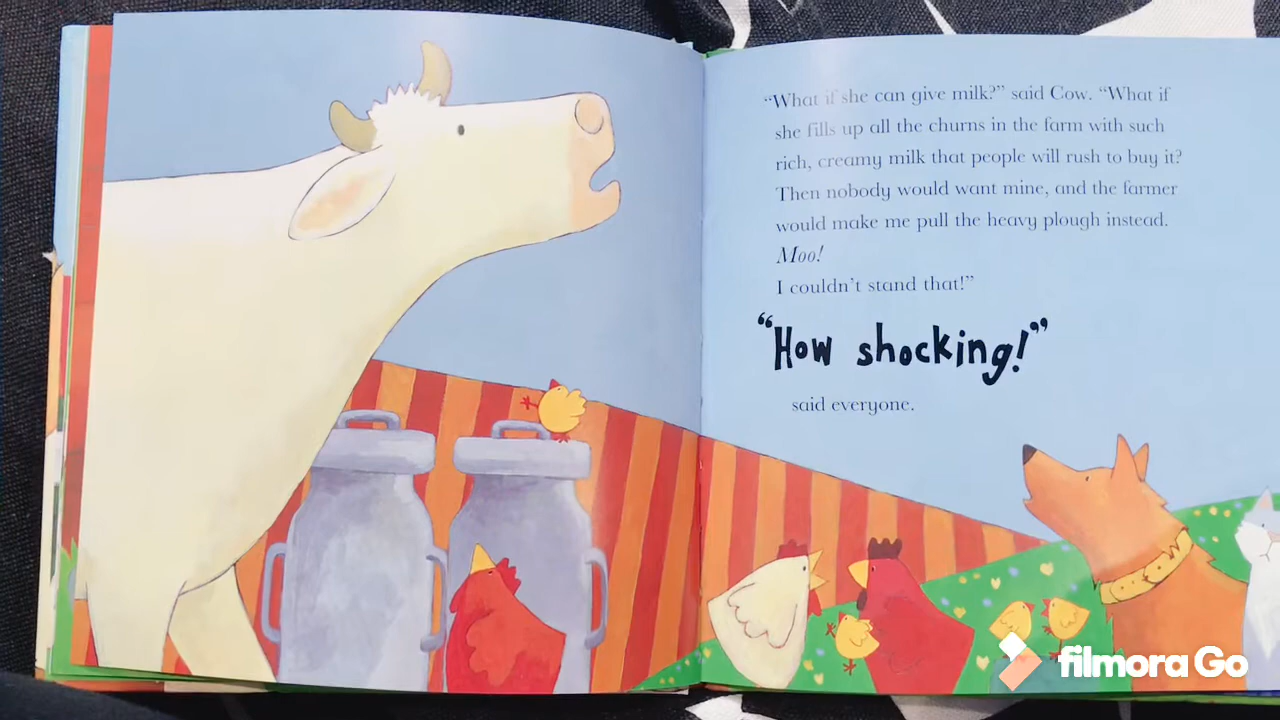 “What if she can give milk?” said Cow. “What if
she fills up all the churns in the farm with such
rich, creamy milk that people will rush to buy it?
Then nobody would want mine, and the farmer
would make me pull the heavy plough instead.
Moo!
I couldn’t stand that!”
“How shocking!”
said everyone.
filmora Go